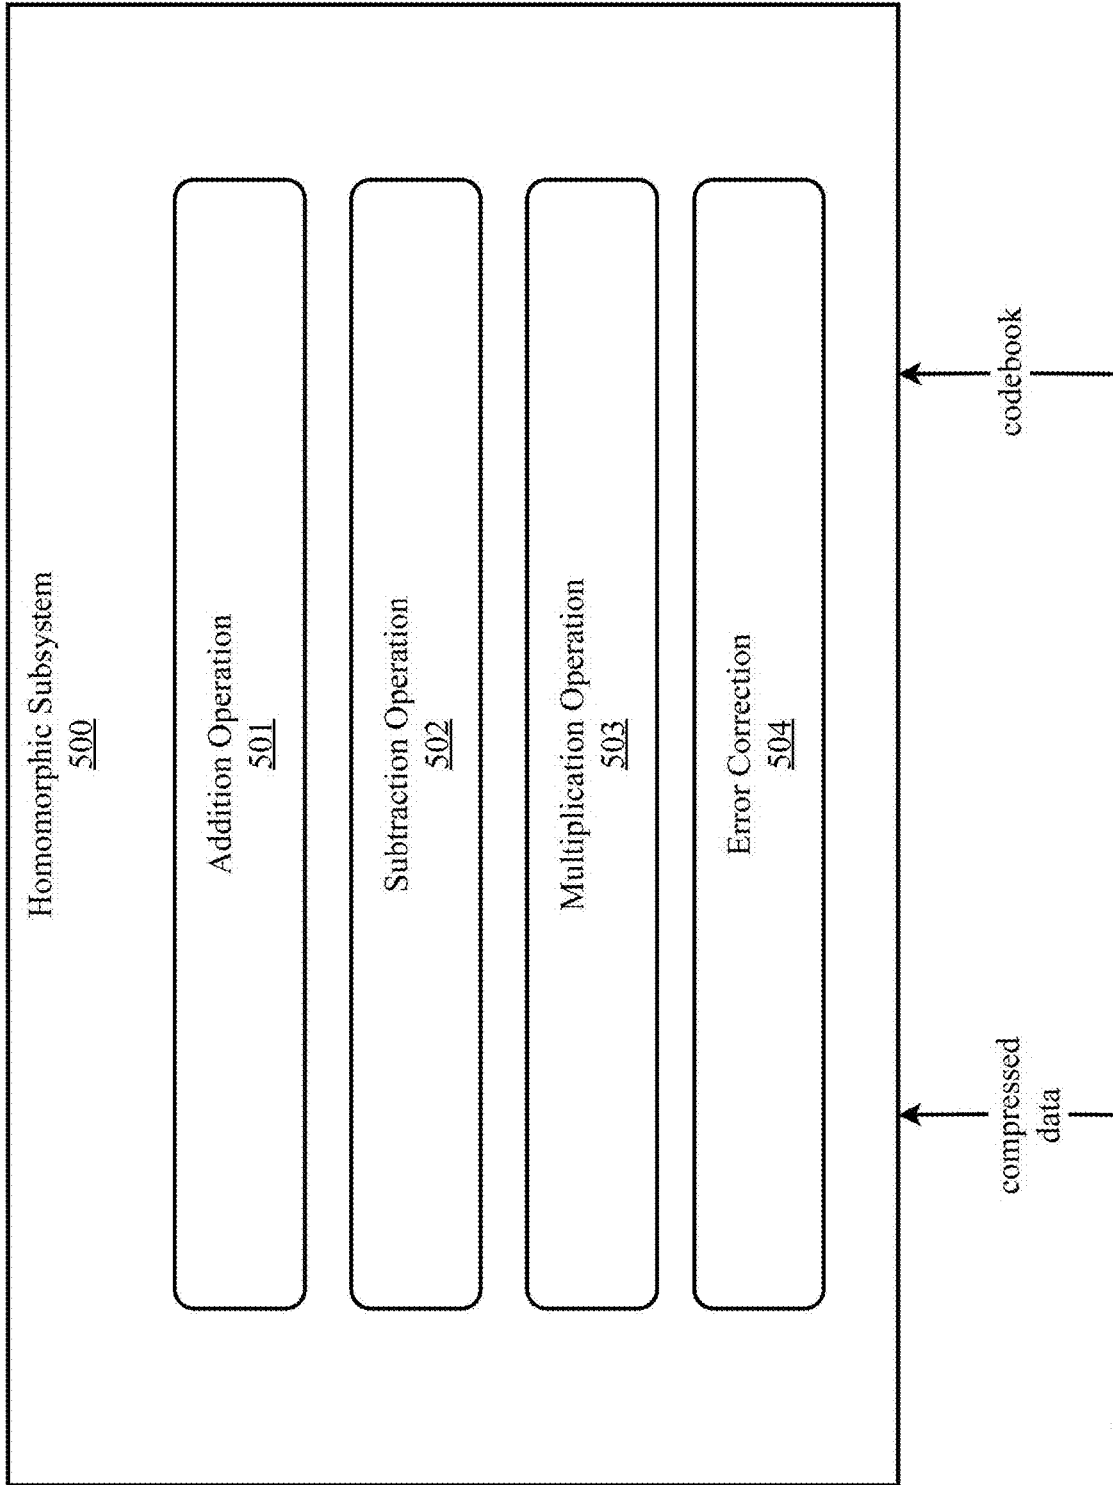 Homomorphic Subsystem
500
Addition Operation
501
Subtraction Operation
502
Multiplication Operation
503
Error Correction
504
compressed
data
codebook